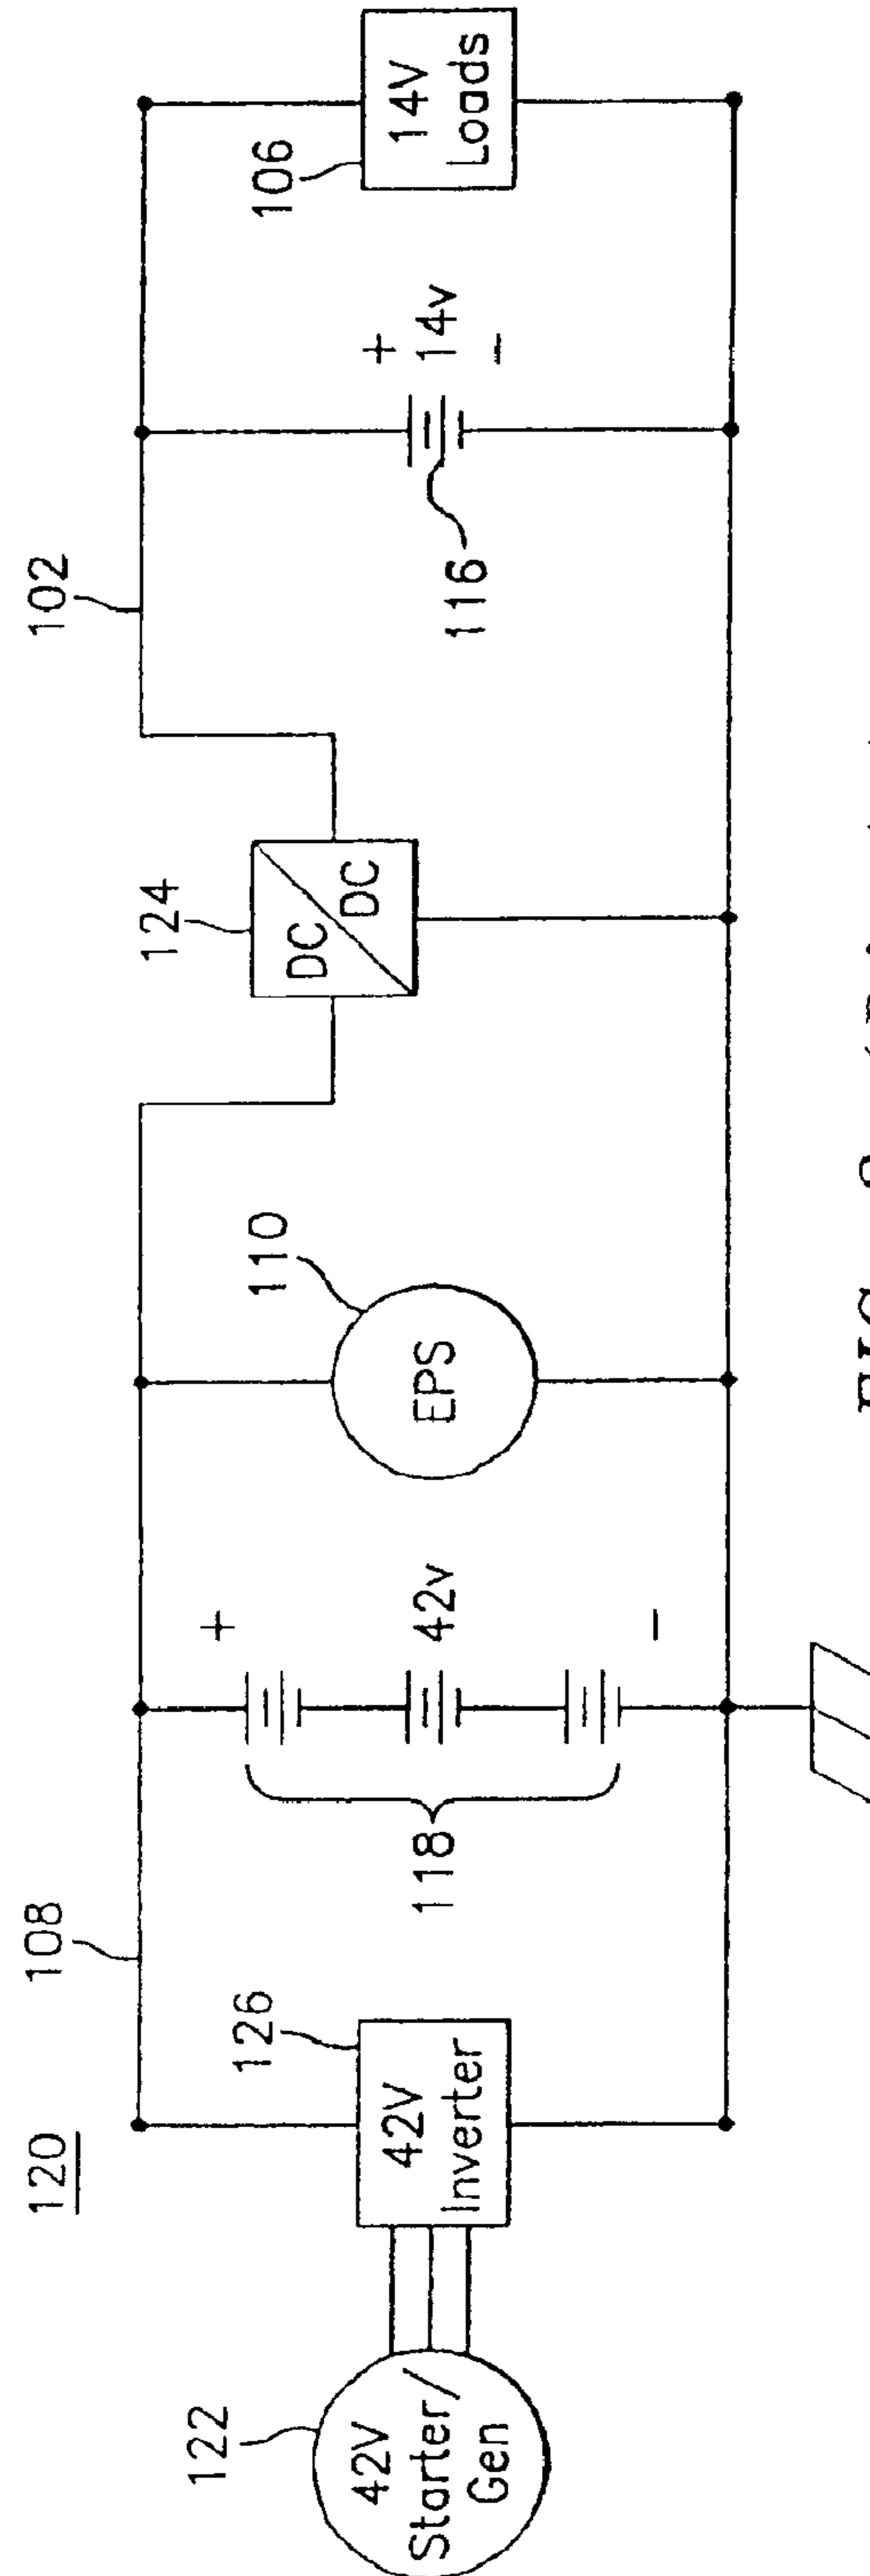 120
108
102
122
42V
Starter/
Gen
126
42V
Inverter
118
+
42v
−
110
EPS
124
DC
DC
116
+
14v
−
106
14V
Loads
FIG.